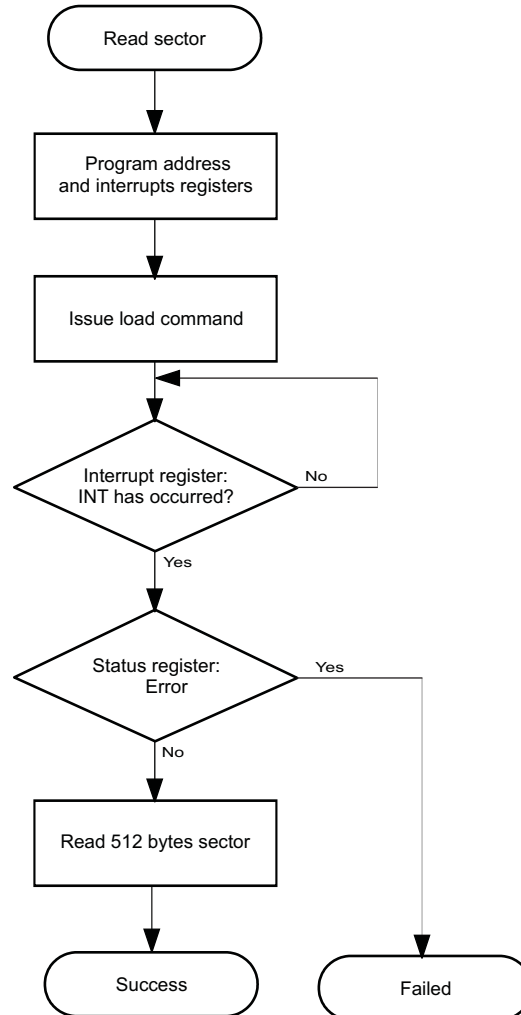 Read sector
Program address
and interrupts registers
Issue load command
Interrupt register:
INT has occurred?
No
Yes
Status register:
Error
Yes
No
Read 512 bytes sector
Success
Failed